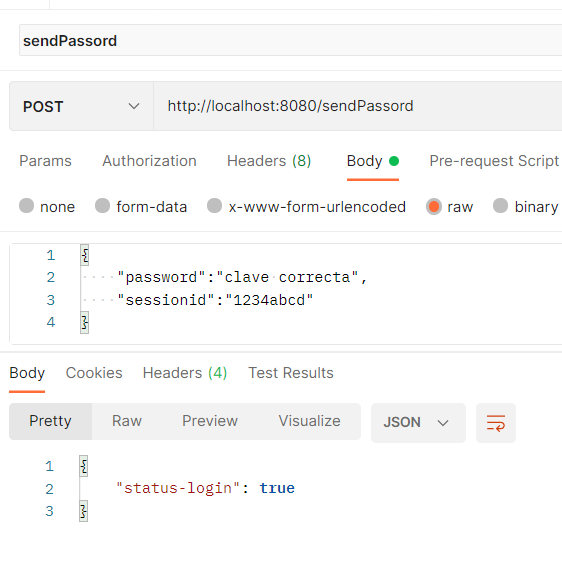 sendPassord
POST http://localhost:8080/sendPassord
Params Authorization Headers (8) Body Pre-request Script
none form-data x-www-form-urlencoded raw binary
1 {
2 "password":"clave correcta",
3 "sessionid":"1234abcd"
4 }
Body Cookies Headers (4) Test Results
Pretty Raw Preview Visualize JSON
1 {
2 "status-login": true
3 }